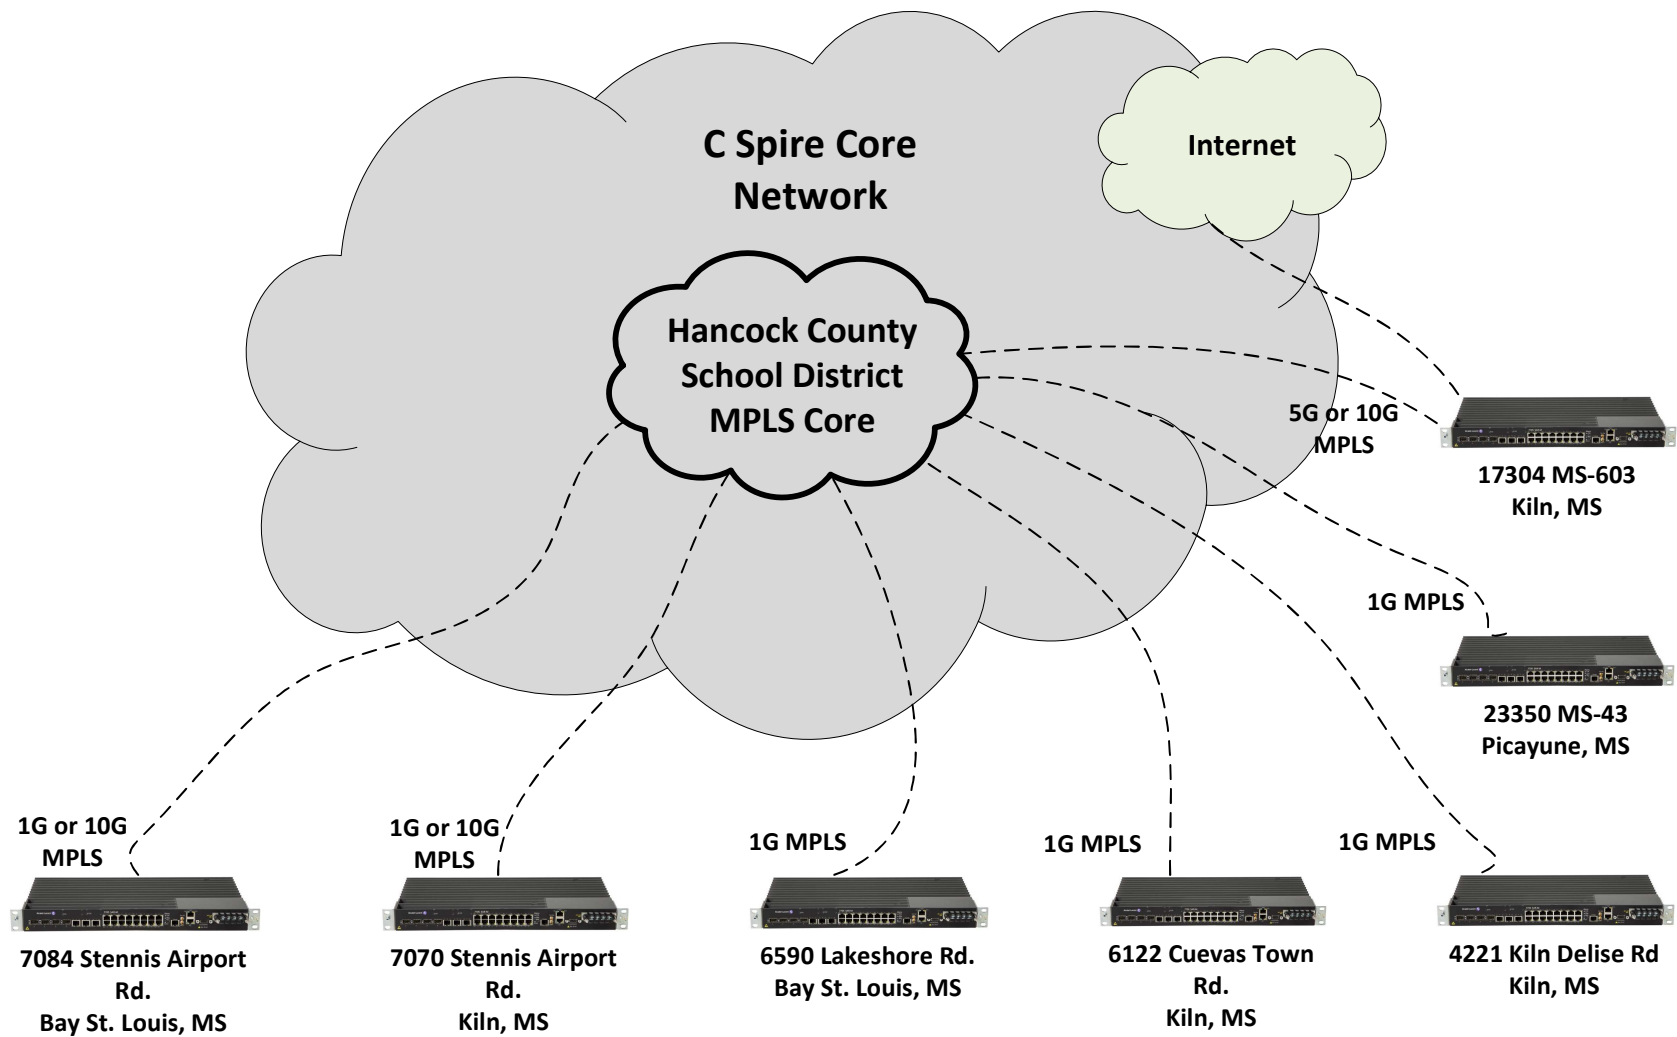 C Spire Core
Network
Internet
Hancock County
School District
MPLS Core
5G or 10G
MPLS
17304 MS-603
Kiln, MS
1G MPLS
23350 MS-43
Picayune, MS
1G or 10G
MPLS
7084 Stennis Airport
Rd.
Bay St. Louis, MS
1G or 10G
MPLS
7070 Stennis Airport
Rd.
Kiln, MS
1G MPLS
6590 Lakeshore Rd.
Bay St. Louis, MS
1G MPLS
6122 Cuevas Town
Rd.
Kiln, MS
1G MPLS
4221 Kiln Delise Rd
Kiln, MS